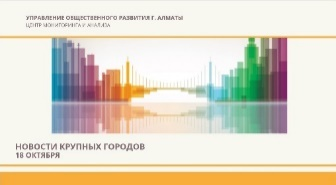 УПРАВЛЕНИЕ ОБЩЕСТВЕННОГО РАЗВИТИЯ Г. АЛМАТЫ
ЦЕНТР МОНИТОРИНГА И АНАЛИЗА
НОВОСТИ КРУПНЫХ ГОРОДОВ
18 ОКТЯБРЯ